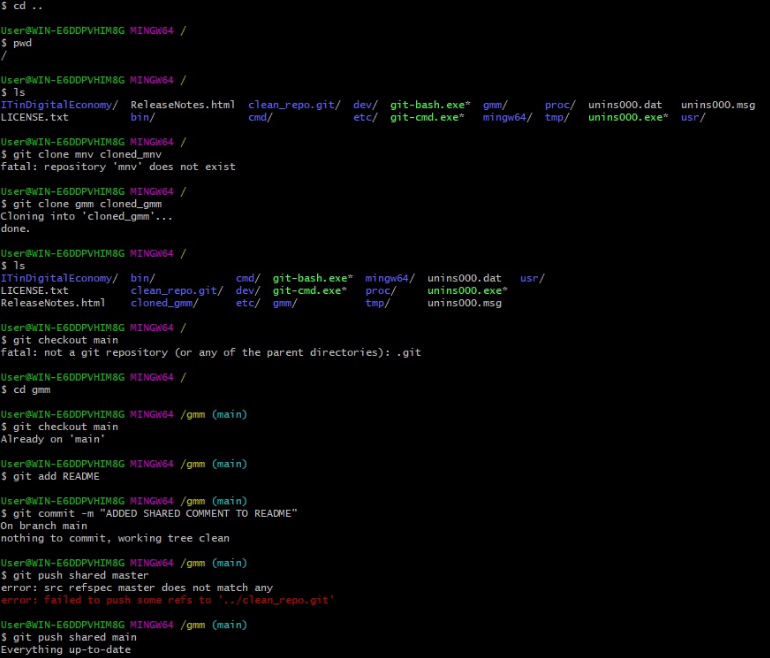 $ cd ..
User@WIN-E6DDPVHIM8G MINGW64 /
$ pwd
/
User@WIN-E6DDPVHIM8G MINGW64 /
$ ls
ITinDigitalEconomy/ ReleaseNotes.html clean_repo.git/ dev/ git-bash.exe* gmm/ proc/ unins000.dat unins000.msg
LICENSE.txt bin/ cmd/ etc/ git-cmd.exe* mingw64/ tmp/ unins000.exe* usr/
User@WIN-E6DDPVHIM8G MINGW64 /
$ git clone mnv cloned_mnv
fatal: repository 'mnv' does not exist
User@WIN-E6DDPVHIM8G MINGW64 /
$ git clone gmm cloned_gmm
Cloning into 'cloned_gmm'...
done.
User@WIN-E6DDPVHIM8G MINGW64 /
$ ls
ITinDigitalEconomy/ bin/ cmd/ git-bash.exe* mingw64/ unins000.dat usr/
LICENSE.txt clean_repo.git/ dev/ git-cmd.exe* proc/ unins000.exe*
ReleaseNotes.html cloned_gmm/ etc/ gmm/ tmp/ unins000.msg
User@WIN-E6DDPVHIM8G MINGW64 /
$ git checkout main
fatal: not a git repository (or any of the parent directories): .git
User@WIN-E6DDPVHIM8G MINGW64 /
$ cd gmm
User@WIN-E6DDPVHIM8G MINGW64 /gmm (main)
$ git checkout main
Already on 'main'
User@WIN-E6DDPVHIM8G MINGW64 /gmm (main)
$ git add README
User@WIN-E6DDPVHIM8G MINGW64 /gmm (main)
$ git commit -m "ADDED SHARED COMMENT TO README"
On branch main
nothing to commit, working tree clean
User@WIN-E6DDPVHIM8G MINGW64 /gmm (main)
$ git push shared master
error: src refspec master does not match any
error: failed to push some refs to '../clean_repo.git'
User@WIN-E6DDPVHIM8G MINGW64 /gmm (main)
$ git push shared main
Everything up-to-date